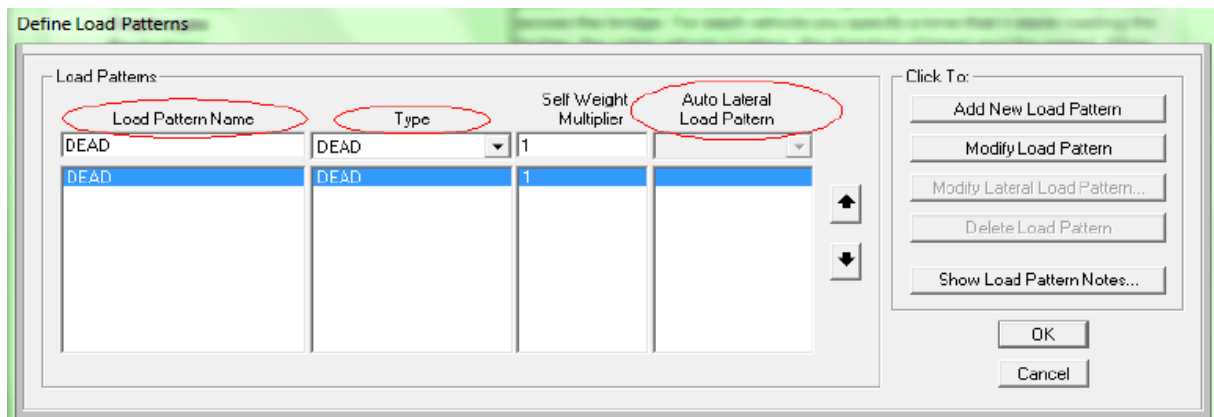 Define Load Patterns
Load Patterns
Click To:
Load Pattern Name
Type
Self Weight
Multiplier
Auto Lateral
Load Pattern
DEAD
DEAD
1
DEAD
DEAD
1
Add New Load Pattern
Modify Load Pattern
Modify Lateral Load Pattern...
Delete Load Pattern
Show Load Pattern Notes...
OK
Cancel